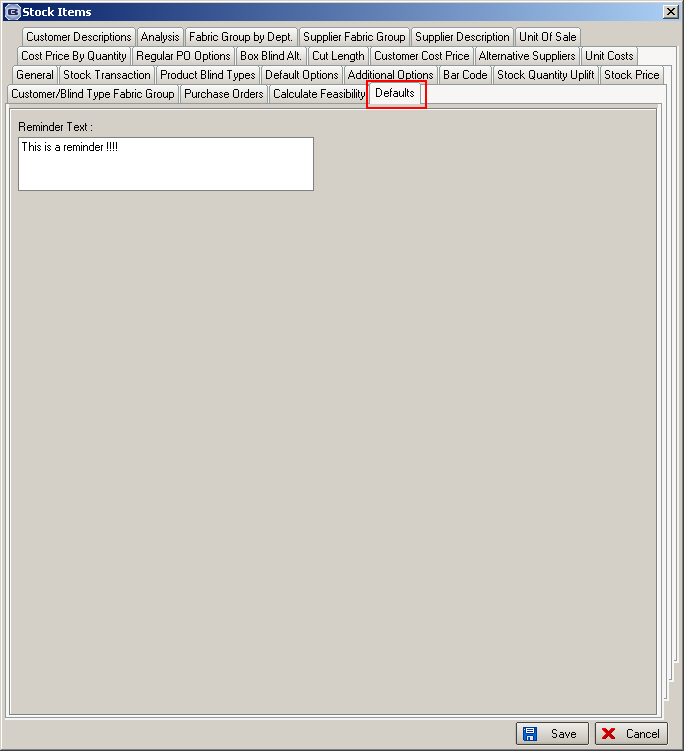 Stock Items
Customer Descriptions Analysis Fabric Group by Dept. Supplier Fabric Group Supplier Description Unit Of Sale
Cost Price By Quantity Regular PO Options Box Blind Alt. Cut Length Customer Cost Price Alternative Suppliers Unit Costs
General Stock Transaction Product Blind Types Default Options Additional Options Bar Code Stock Quantity Uplift Stock Price
Customer/Blind Type Fabric Group Purchase Orders Calculate Feasibility Defaults
Reminder Text :
This is a reminder !!!!
Save Cancel